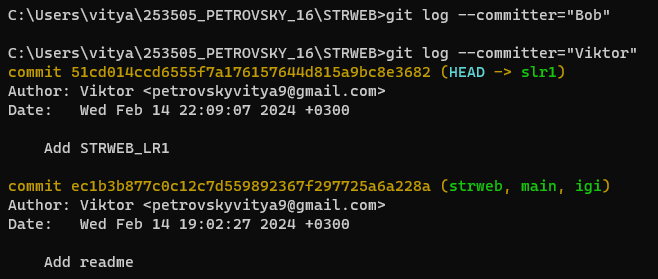 C:\Users\vitya\253505_PETROVSKY_16\STRWEB>git log --committer="Bob"
C:\Users\vitya\253505_PETROVSKY_16\STRWEB>git log --committer="Viktor"
commit 51cd014ccd6555f7a176157644d815a9bc8e3682 (HEAD -> slr1)
Author: Viktor <petrovskyvitya9@gmail.com>
Date:   Wed Feb 14 22:09:07 2024 +0300
    Add STRWEB_LR1
commit ec1b3b877c0c12c7d559892367f297725a6a228a (strweb, main, igi)
Author: Viktor <petrovskyvitya9@gmail.com>
Date:   Wed Feb 14 19:02:27 2024 +0300
    Add readme